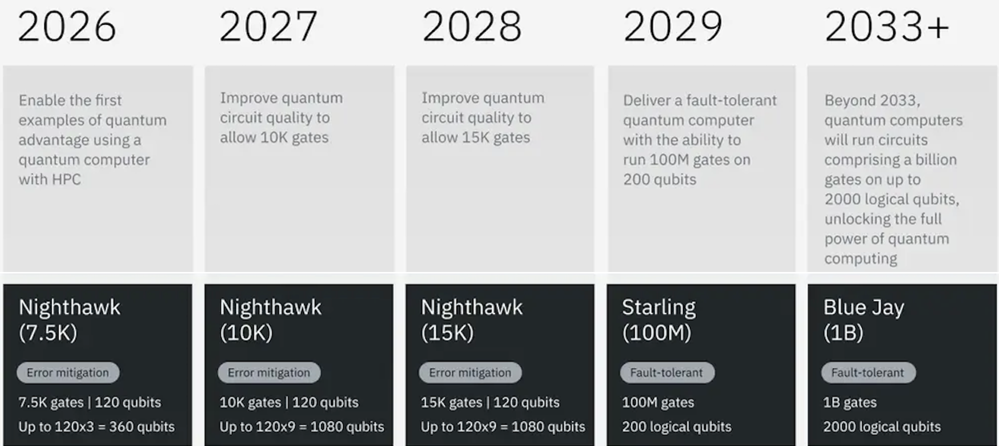 2026
2027
2028
2029
2033+
Enable the first
examples of quantum
advantage using a
quantum computer
with HPC
Improve quantum
circuit quality to
allow 10K gates
Improve quantum
circuit quality to
allow 15K gates
Deliver a fault-tolerant
quantum computer
with the ability to
run 100M gates on
200 qubits
Beyond 2033,
quantum computers
will run circuits
comprising a billion
gates on up to
2000 logical qubits,
unlocking the full
power of quantum
computing
Nighthawk
(7.5K)
Error mitigation
7.5K gates | 120 qubits
Up to 120x3 = 360 qubits
Nighthawk
(10K)
Error mitigation
10K gates | 120 qubits
Up to 120x9 = 1080 qubits
Nighthawk
(15K)
Error mitigation
15K gates | 120 qubits
Up to 120x9 = 1080 qubits
Starling
(100M)
Fault-tolerant
100M gates
200 logical qubits
Blue Jay
(1B)
Fault-tolerant
1B gates
2000 logical qubits